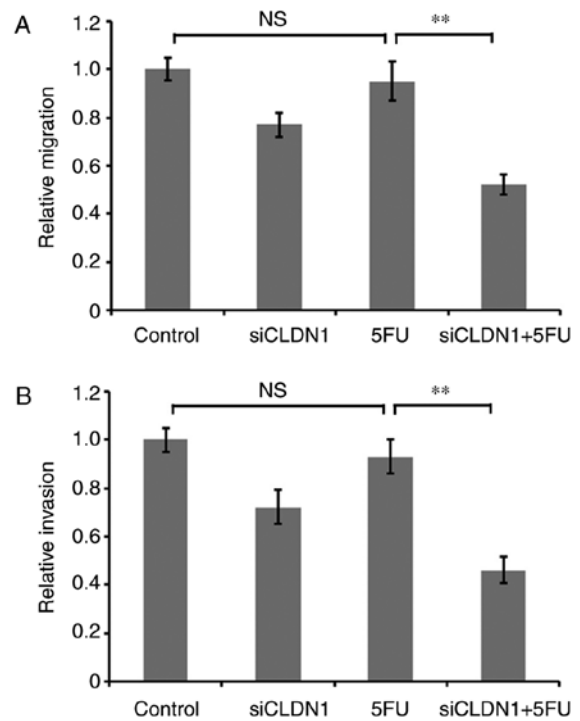 A
1.2
NS
**
1.0
0.8
0.6
0.4
0.2
0
Relative migration
Control siCLDN1 5FU siCLDN1+5FU
B
1.2
NS
**
1.0
0.8
0.6
0.4
0.2
0
Relative invasion
Control siCLDN1 5FU siCLDN1+5FU